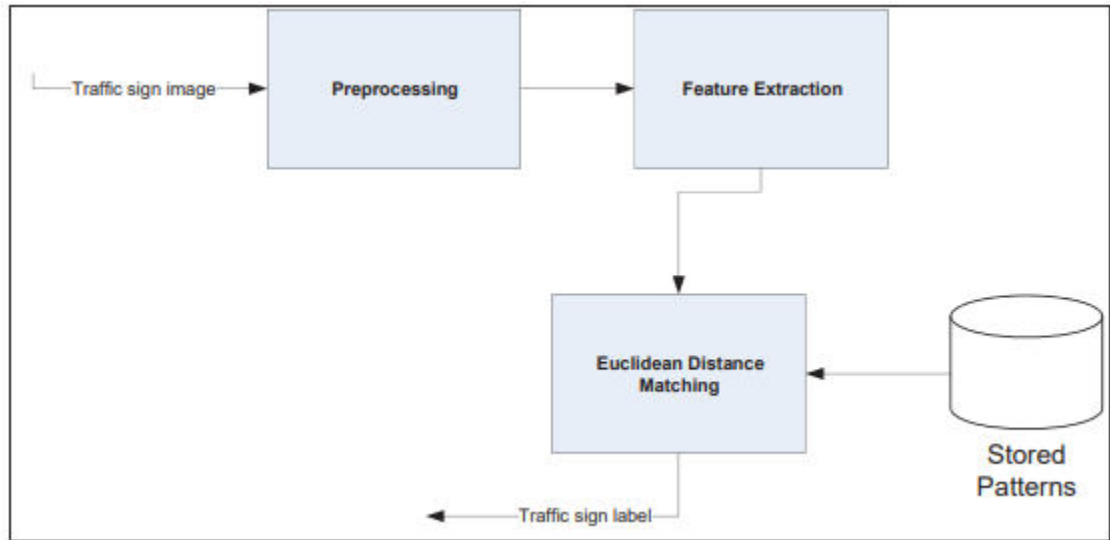 Traffic sign image
Preprocessing
Feature Extraction
Euclidean Distance
Matching
Stored
Patterns
Traffic sign label